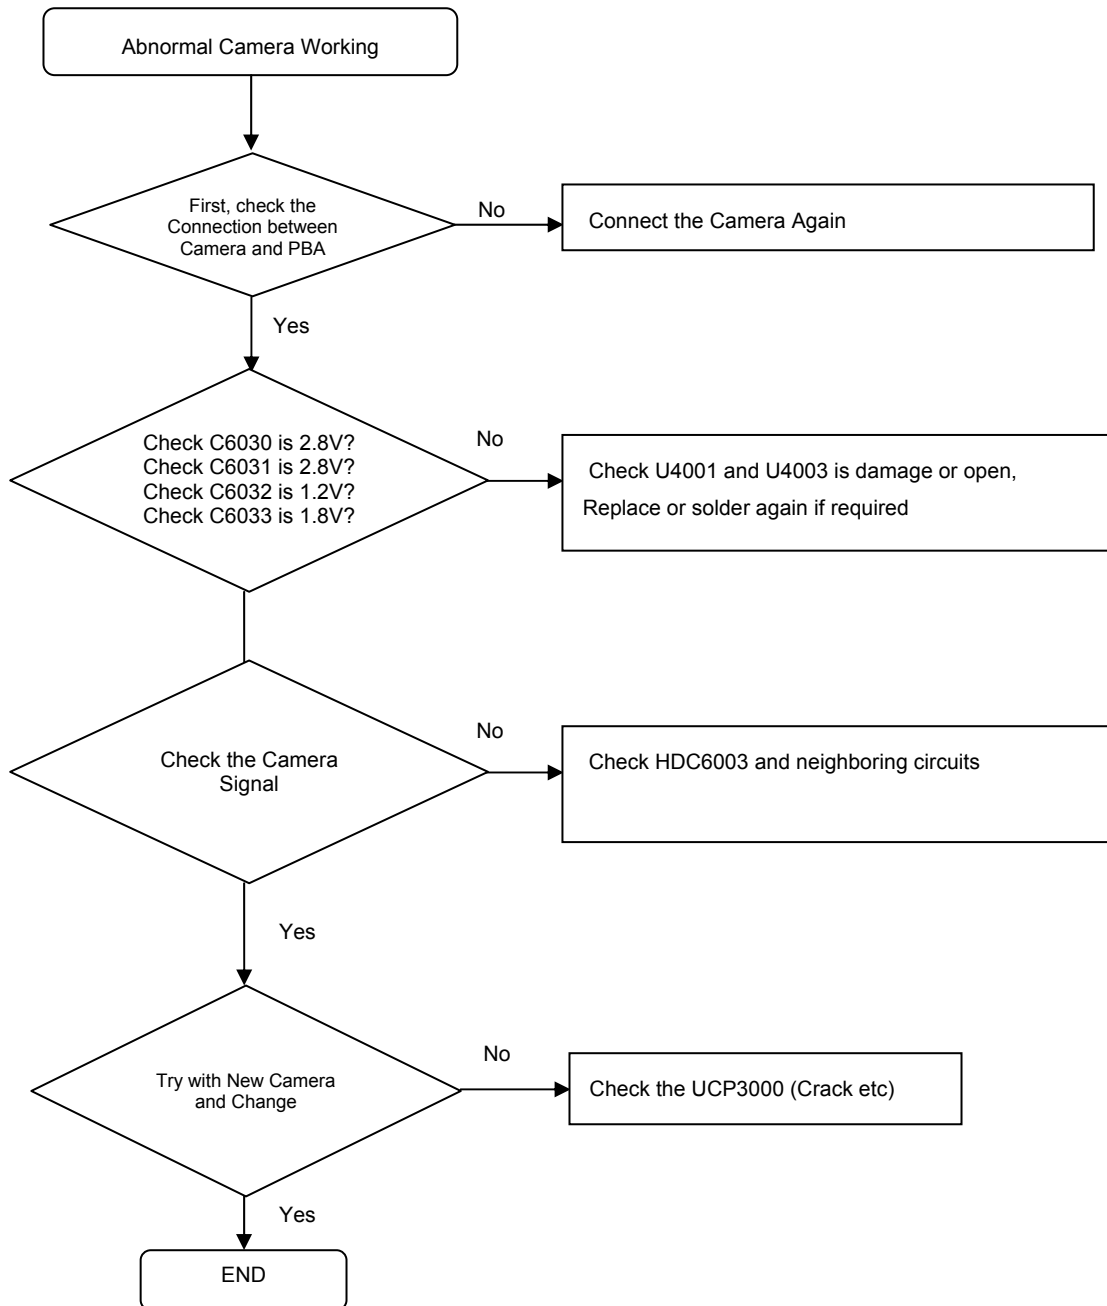 Abnormal Camera Working
First, check the
Connection between
Camera and PBA
No
Connect the Camera Again
Yes
Check C6030 is 2.8V?
Check C6031 is 2.8V?
Check C6032 is 1.2V?
Check C6033 is 1.8V?
No
Check U4001 and U4003 is damage or open,
Replace or solder again if required
Check the Camera
Signal
No
Check HDC6003 and neighboring circuits
Yes
Try with New Camera
and Change
No
Check the UCP3000 (Crack etc)
Yes
END